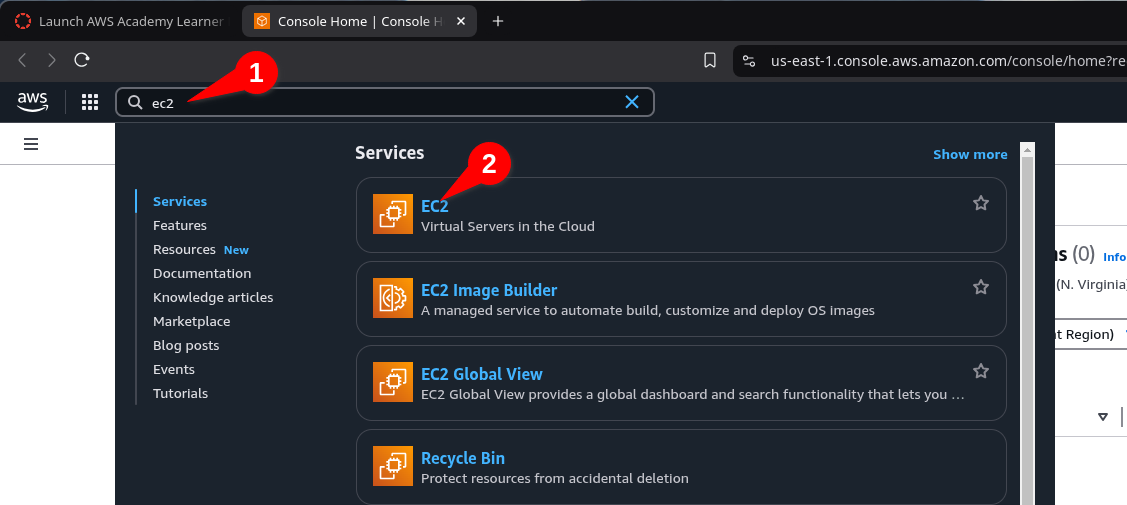 Launch AWS Academy Learner
Console Home | Console H
us-east-1.console.aws.amazon.com/console/home?re
aws
ec2
1
Services
Show more
2
Services
Features
Resources New
Documentation
Knowledge articles
Marketplace
Blog posts
Events
Tutorials
EC2
Virtual Servers in the Cloud
EC2 Image Builder
A managed service to automate build, customize and deploy OS images
EC2 Global View
EC2 Global View provides a global dashboard and search functionality that lets you …
Recycle Bin
Protect resources from accidental deletion
ns (0) Info
(N. Virginia)
nt Region)